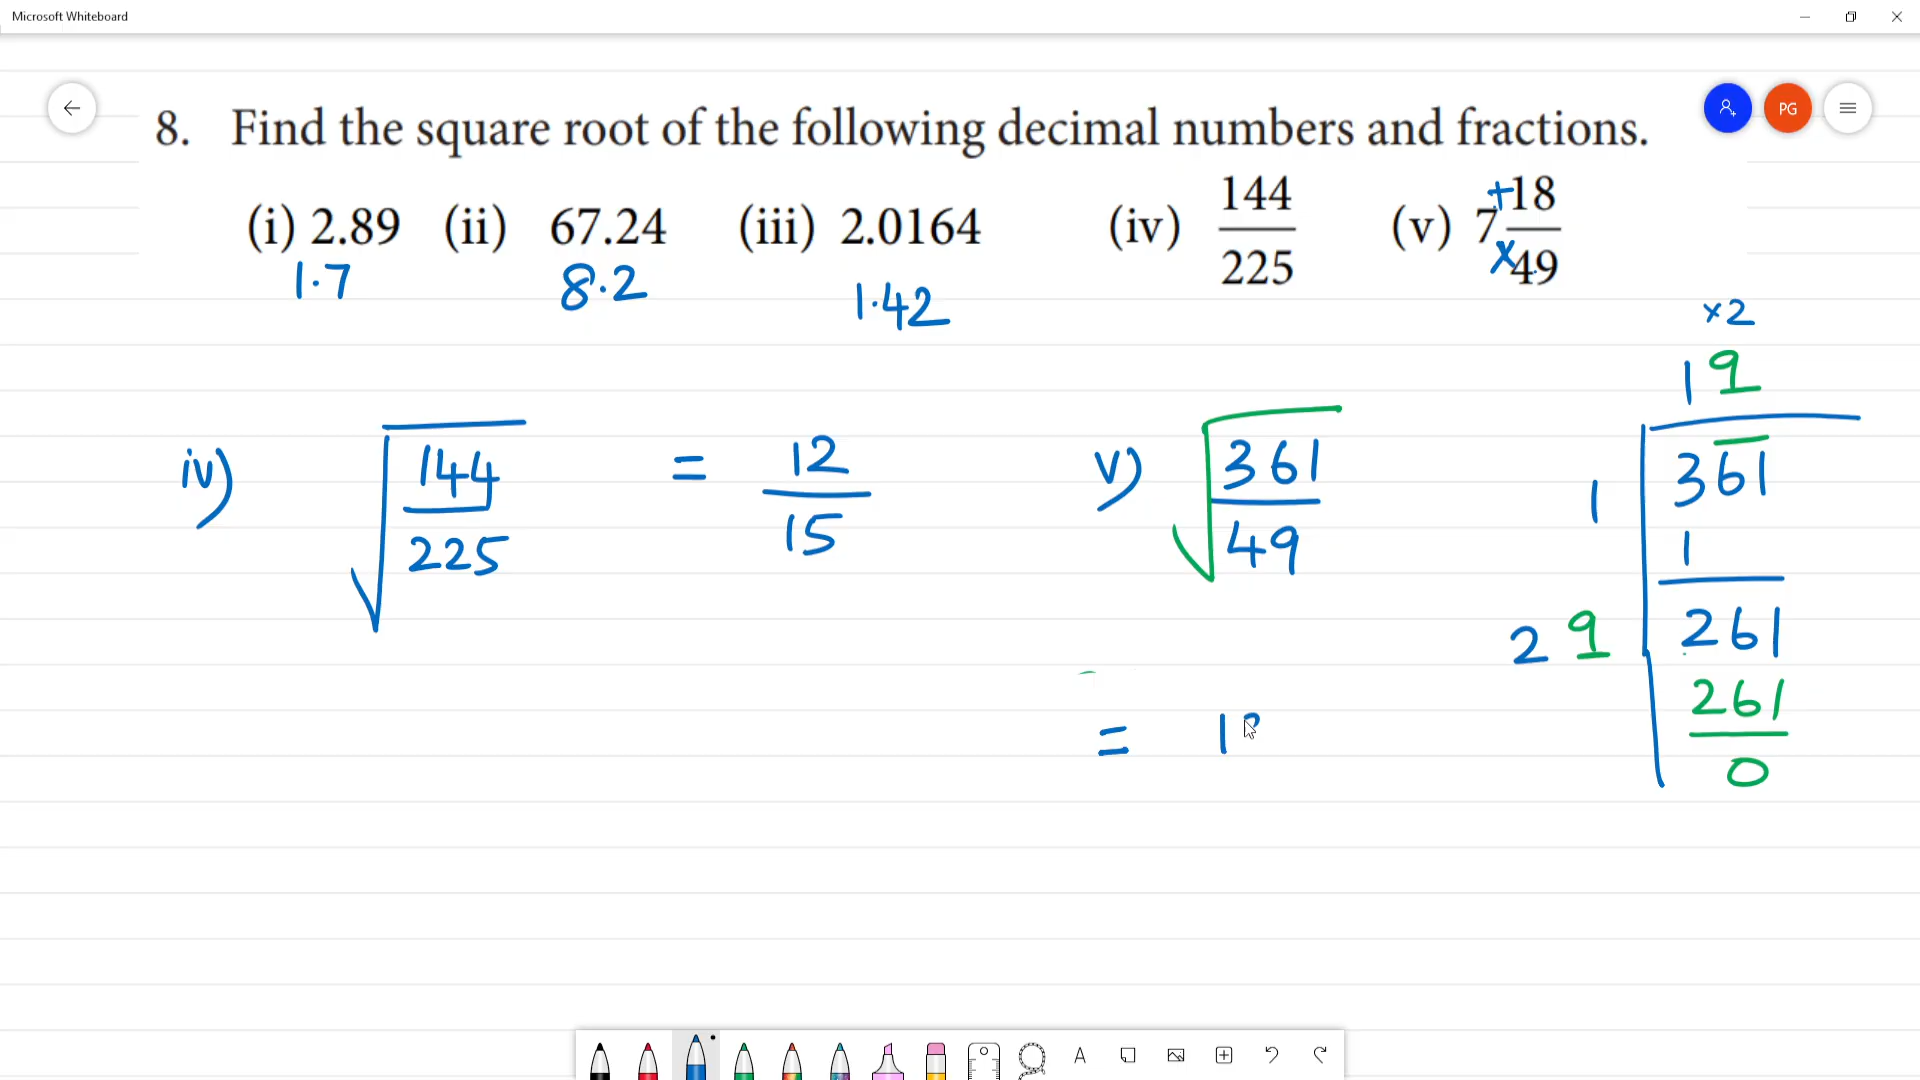 Microsoft Whiteboard
8. Find the square root of the following decimal numbers and fractions.
(i) 2.89 (ii) 67.24 (iii) 2.0164 (iv) 144/225 (v) 7 + 18 × 49
1.7 8.2 1.42
PG
iv) √144/225 = 12/15
v) √361/49
×2
19
1 361
1
29 261
261
0
= 1
A